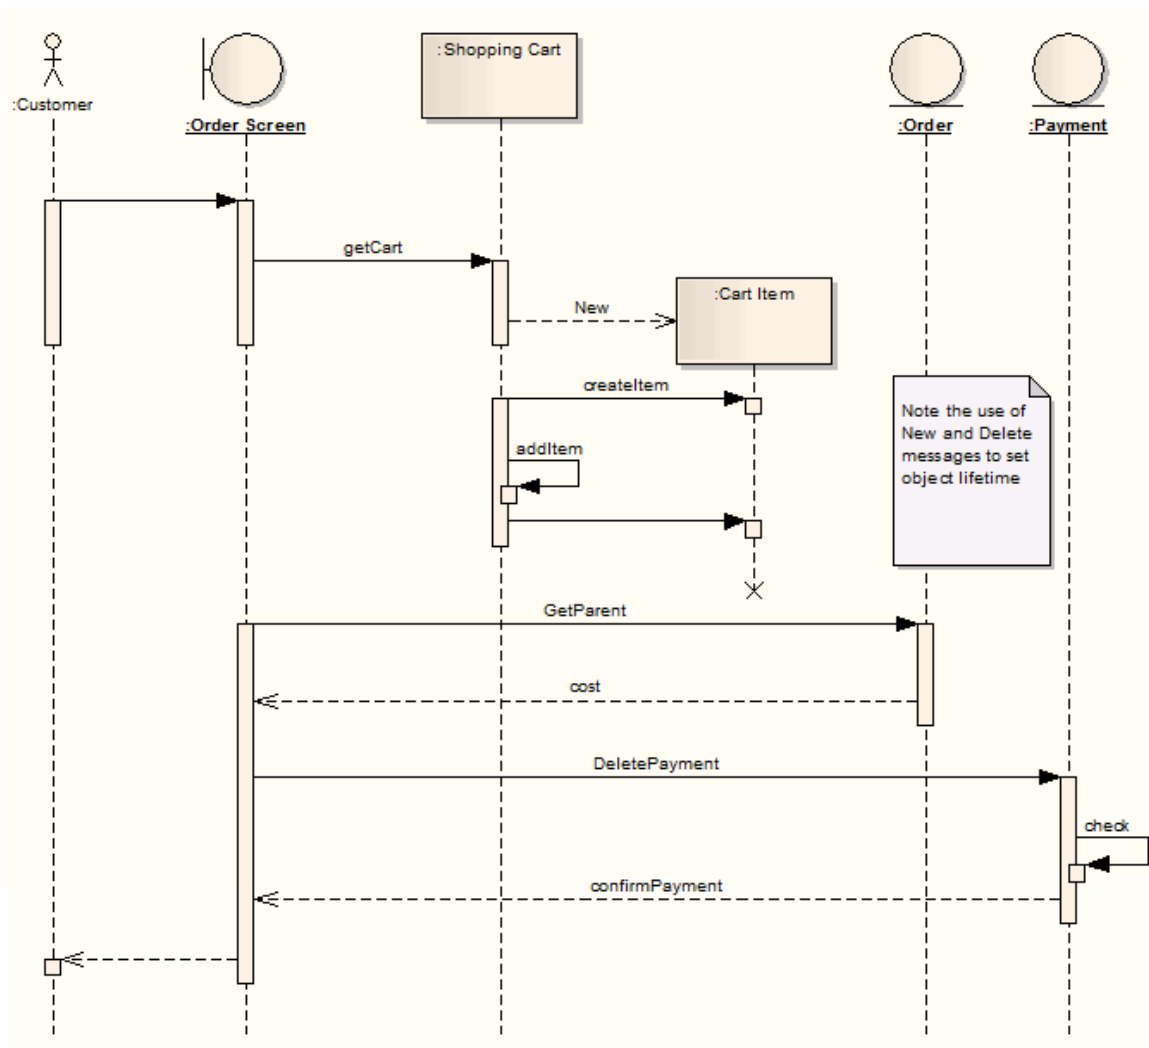 :Customer
:Order Screen
:Shopping Cart
:Order
:Payment
getCart
:Cart Item
New
createItem
Note the use of
New and Delete
messages to set
object lifetime
addItem
GetParent
cost
DeletePayment
check
confirmPayment